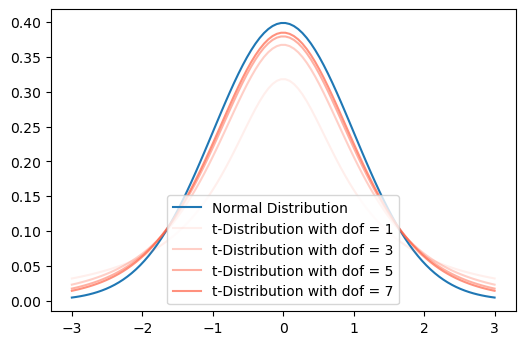 0.40
0.35
0.30
0.25
0.20
0.15
0.10
0.05
0.00
Normal Distribution
t-Distribution with dof = 1
t-Distribution with dof = 3
t-Distribution with dof = 5
t-Distribution with dof = 7
−3 −2 −1 0 1 2 3